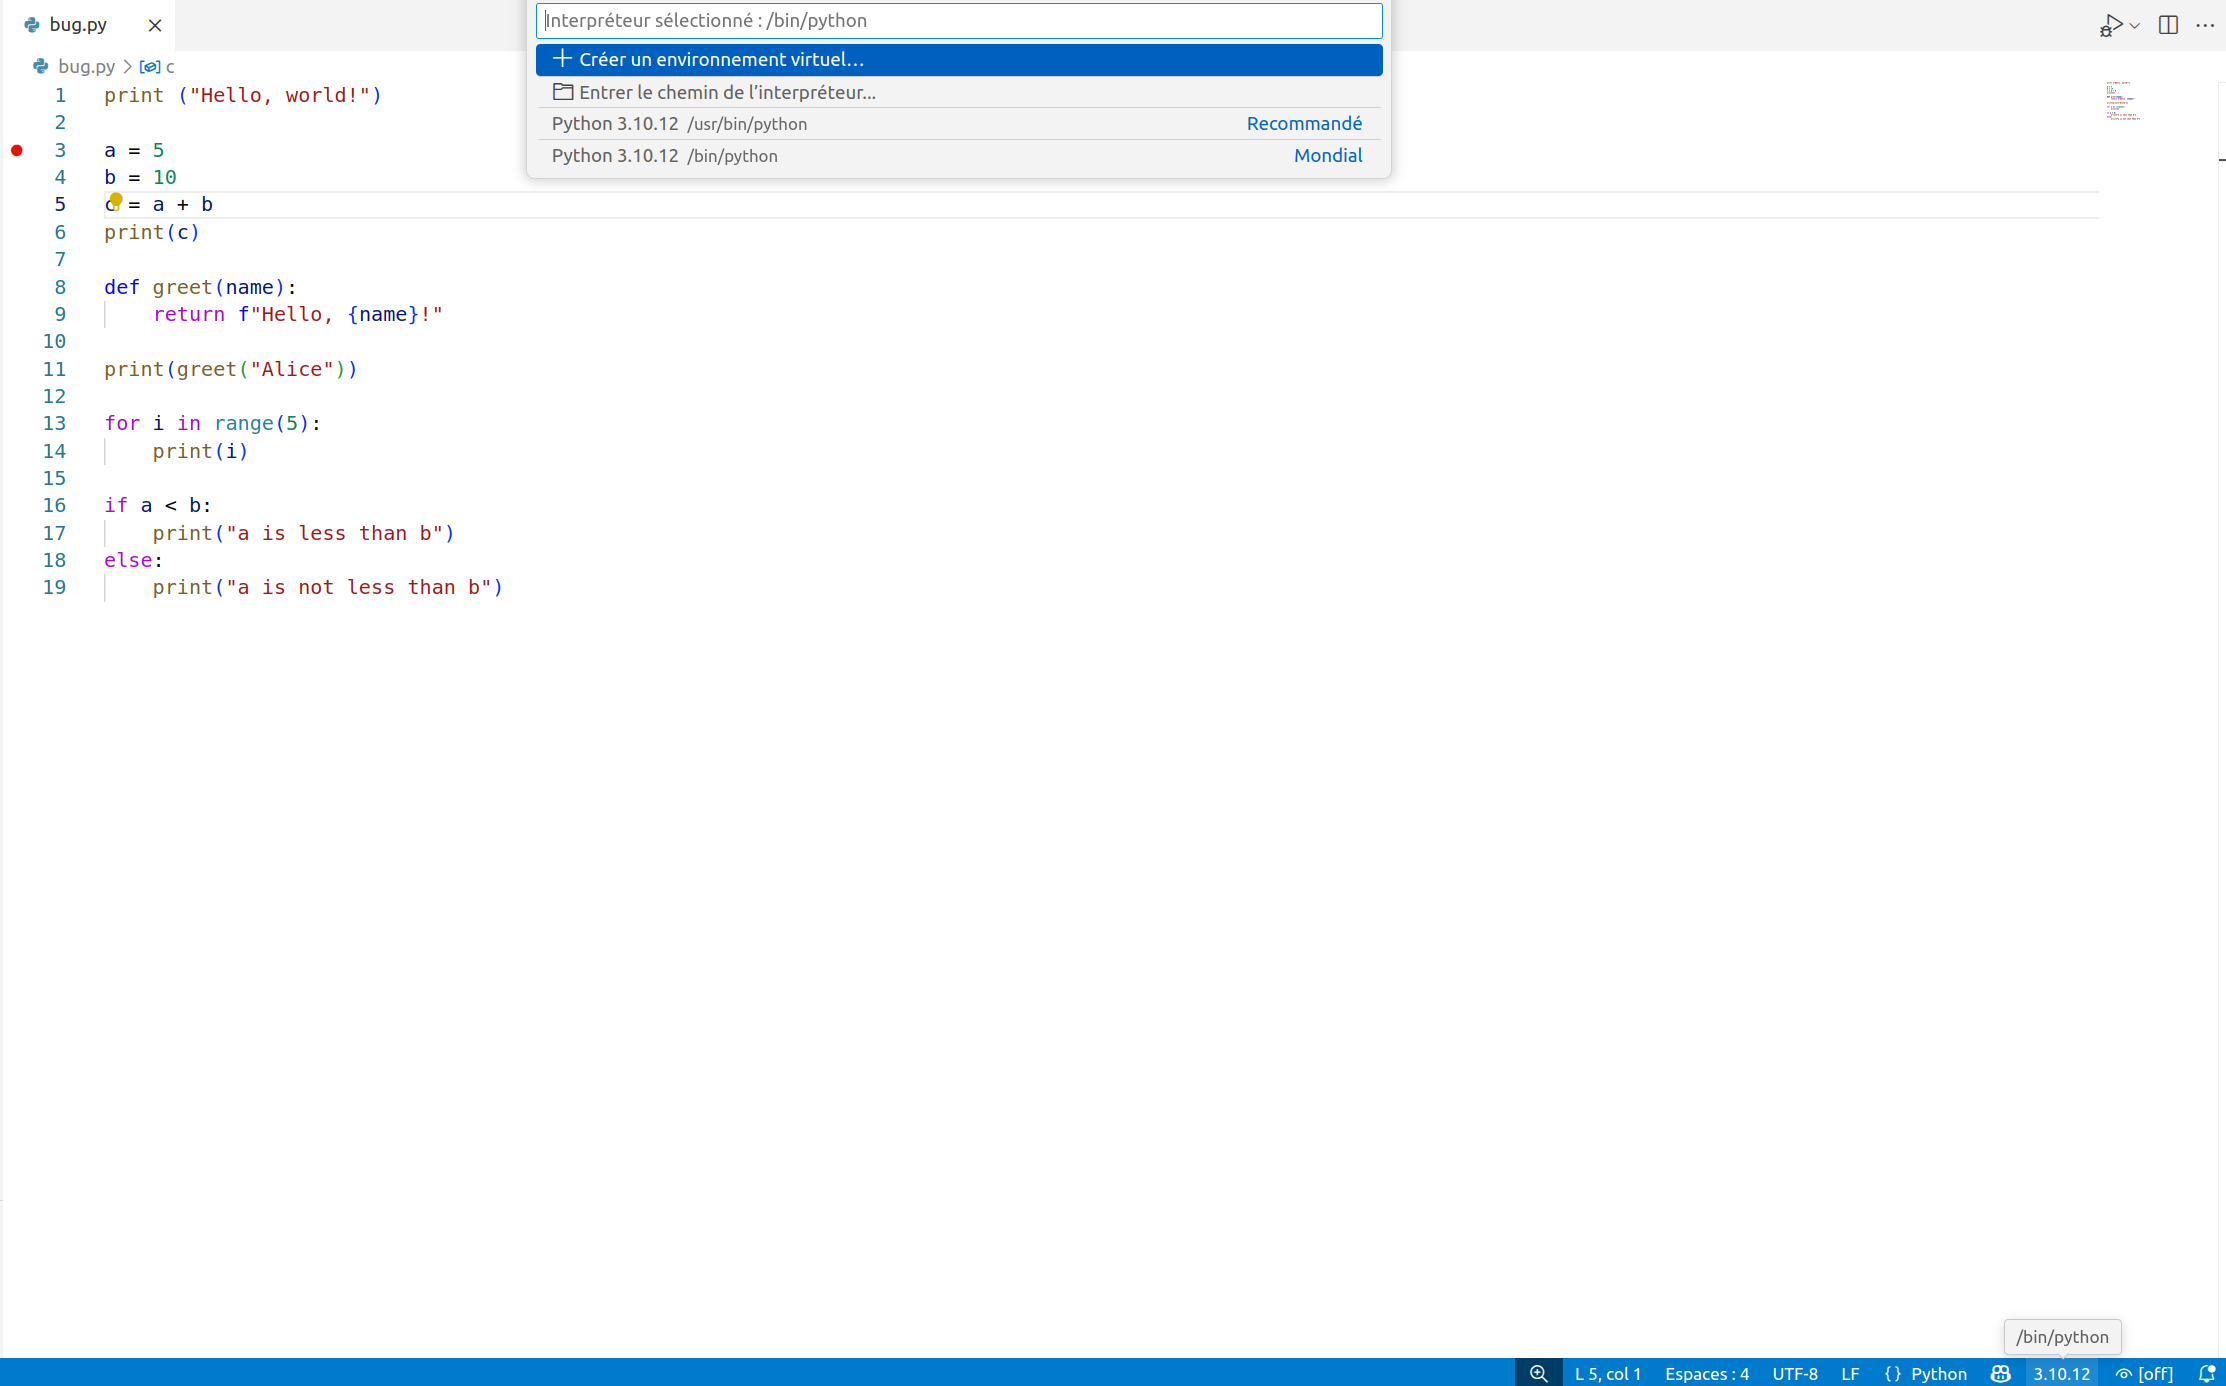 bug.py
Interpréteur sélectionné : /bin/python
Créer un environnement virtuel...
Entrer le chemin de l'interpréteur...
Python 3.10.12 /usr/bin/python Recommandé
Python 3.10.12 /bin/python Mondial
bug.py > c
1 print ("Hello, world!")
2
3 a = 5
4 b = 10
5 c = a + b
6 print(c)
7
8 def greet(name):
9 return f"Hello, {name}!"
10
11 print(greet("Alice"))
12
13 for i in range(5):
14 print(i)
15
16 if a < b:
17 print("a is less than b")
18 else:
19 print("a is not less than b")
/bin/python
L 5, col 1 Espaces : 4 UTF-8 LF {} Python 3.10.12 [off]